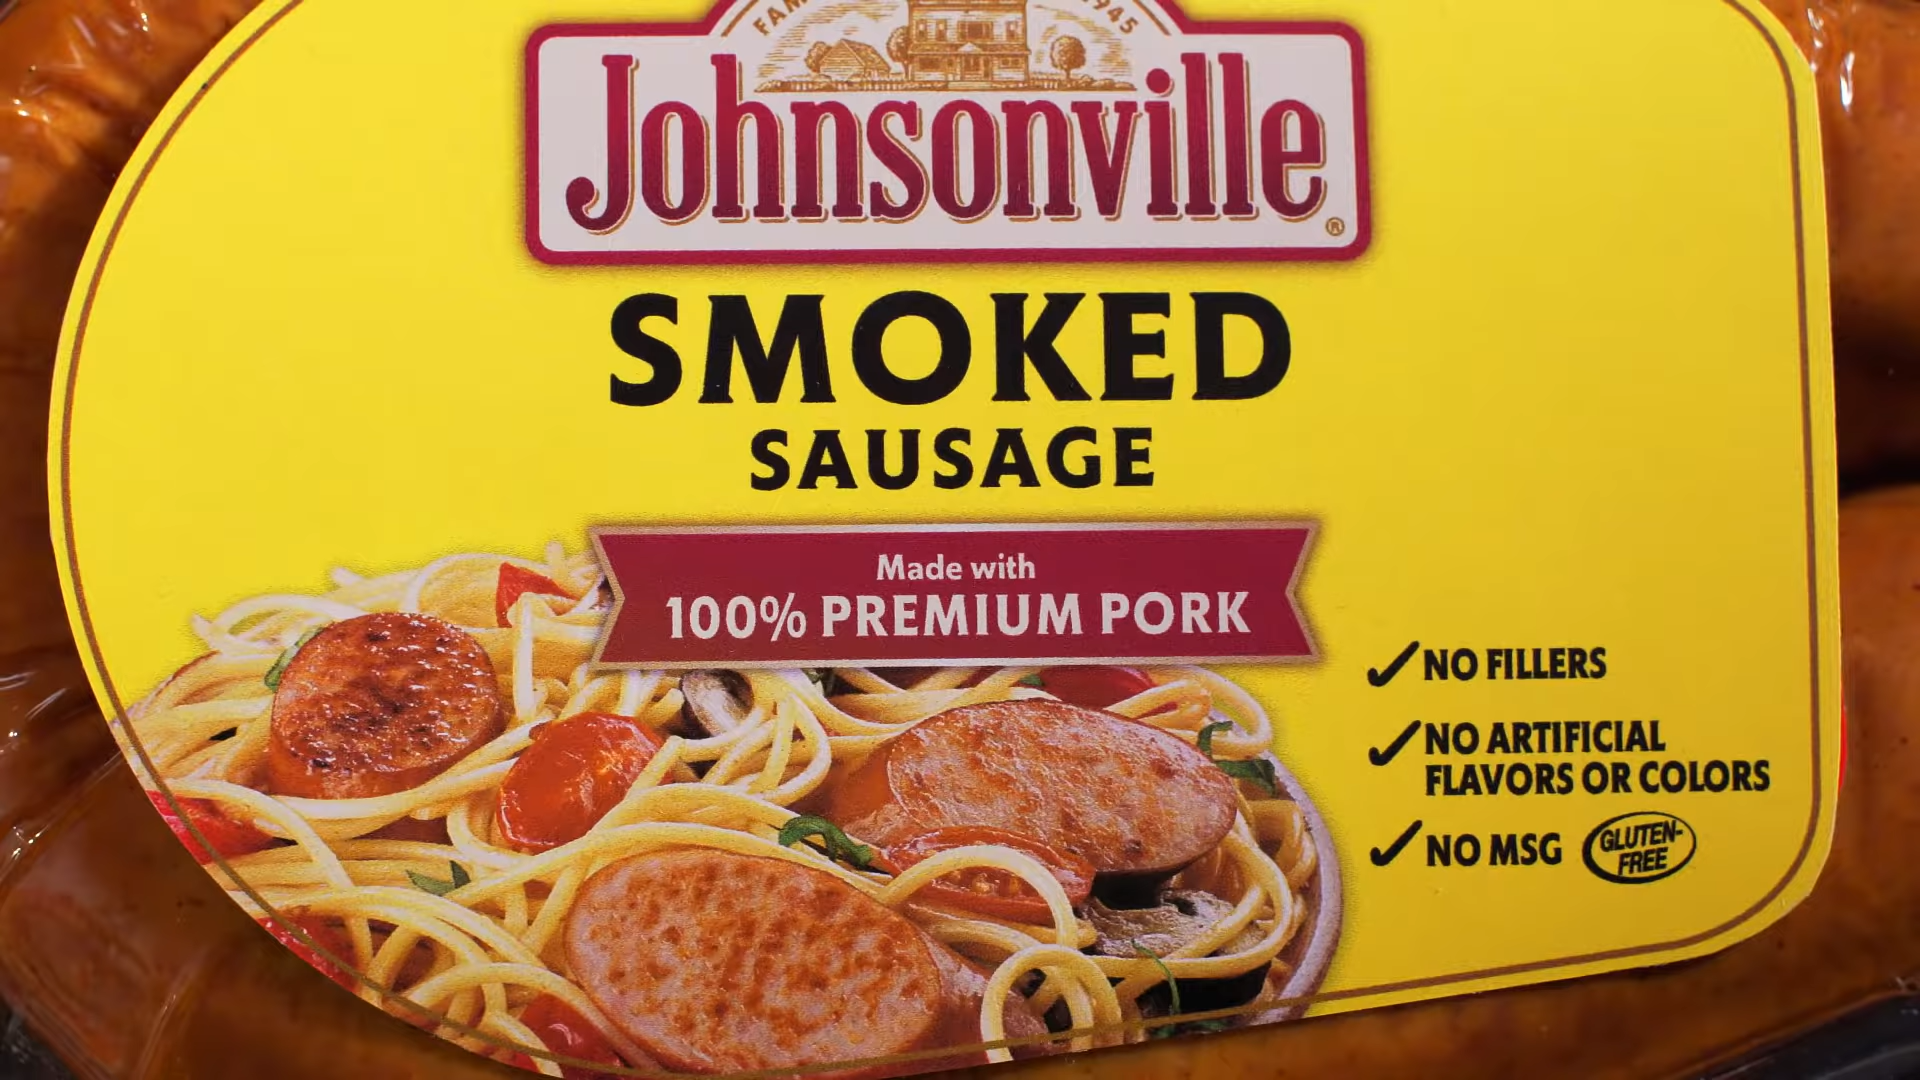 1945
Johnsonville®
SMOKED
SAUSAGE
Made with
100% PREMIUM PORK
NO FILLERS
NO ARTIFICIAL
FLAVORS OR COLORS
NO MSG
GLUTEN-
FREE